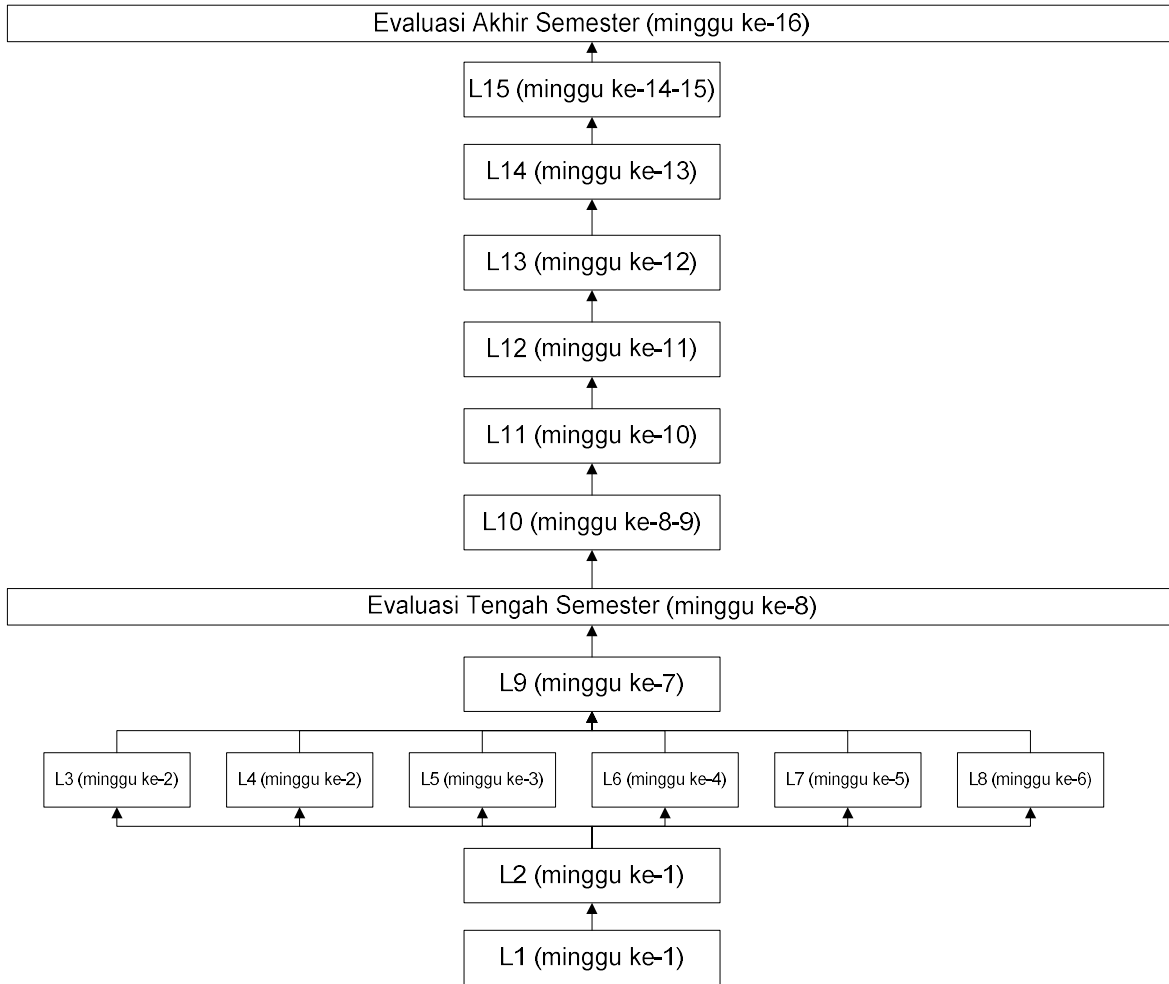 Evaluasi Akhir Semester (minggu ke-16)
L15 (minggu ke-14-15)
L14 (minggu ke-13)
L13 (minggu ke-12)
L12 (minggu ke-11)
L11 (minggu ke-10)
L10 (minggu ke-8-9)
Evaluasi Tengah Semester (minggu ke-8)
L9 (minggu ke-7)
L3 (minggu ke-2)
L4 (minggu ke-2)
L5 (minggu ke-3)
L6 (minggu ke-4)
L7 (minggu ke-5)
L8 (minggu ke-6)
L2 (minggu ke-1)
L1 (minggu ke-1)